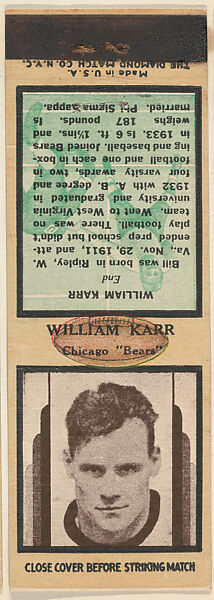 Made in U.S.A.
THE DIAMOND MATCH CO. N.Y.C.
WILLIAM KARR
End
Bill was born in Ripley, W.
Va., Nov. 29, 1911, and att-
ended prep school but didn't
play football. There was no
team. Went to West Virginia
university and graduated in
1932 with A. B. degree and
four varsity awards, two in
football and one each in box-
ing and baseball. Joined Bears
in 1933. Is 6 ft. 1½ ins. and
weighs 187 pounds. Is
married. Phi Sigma Kappa.
WILLIAM KARR
Chicago "Bears"
CLOSE COVER BEFORE STRIKING MATCH